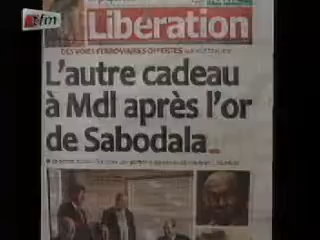 tfm
Libération
DES VOIES FERROVIAIRES OFFERTES
L'autre cadeau
à Mdl après l'or
de Sabodala